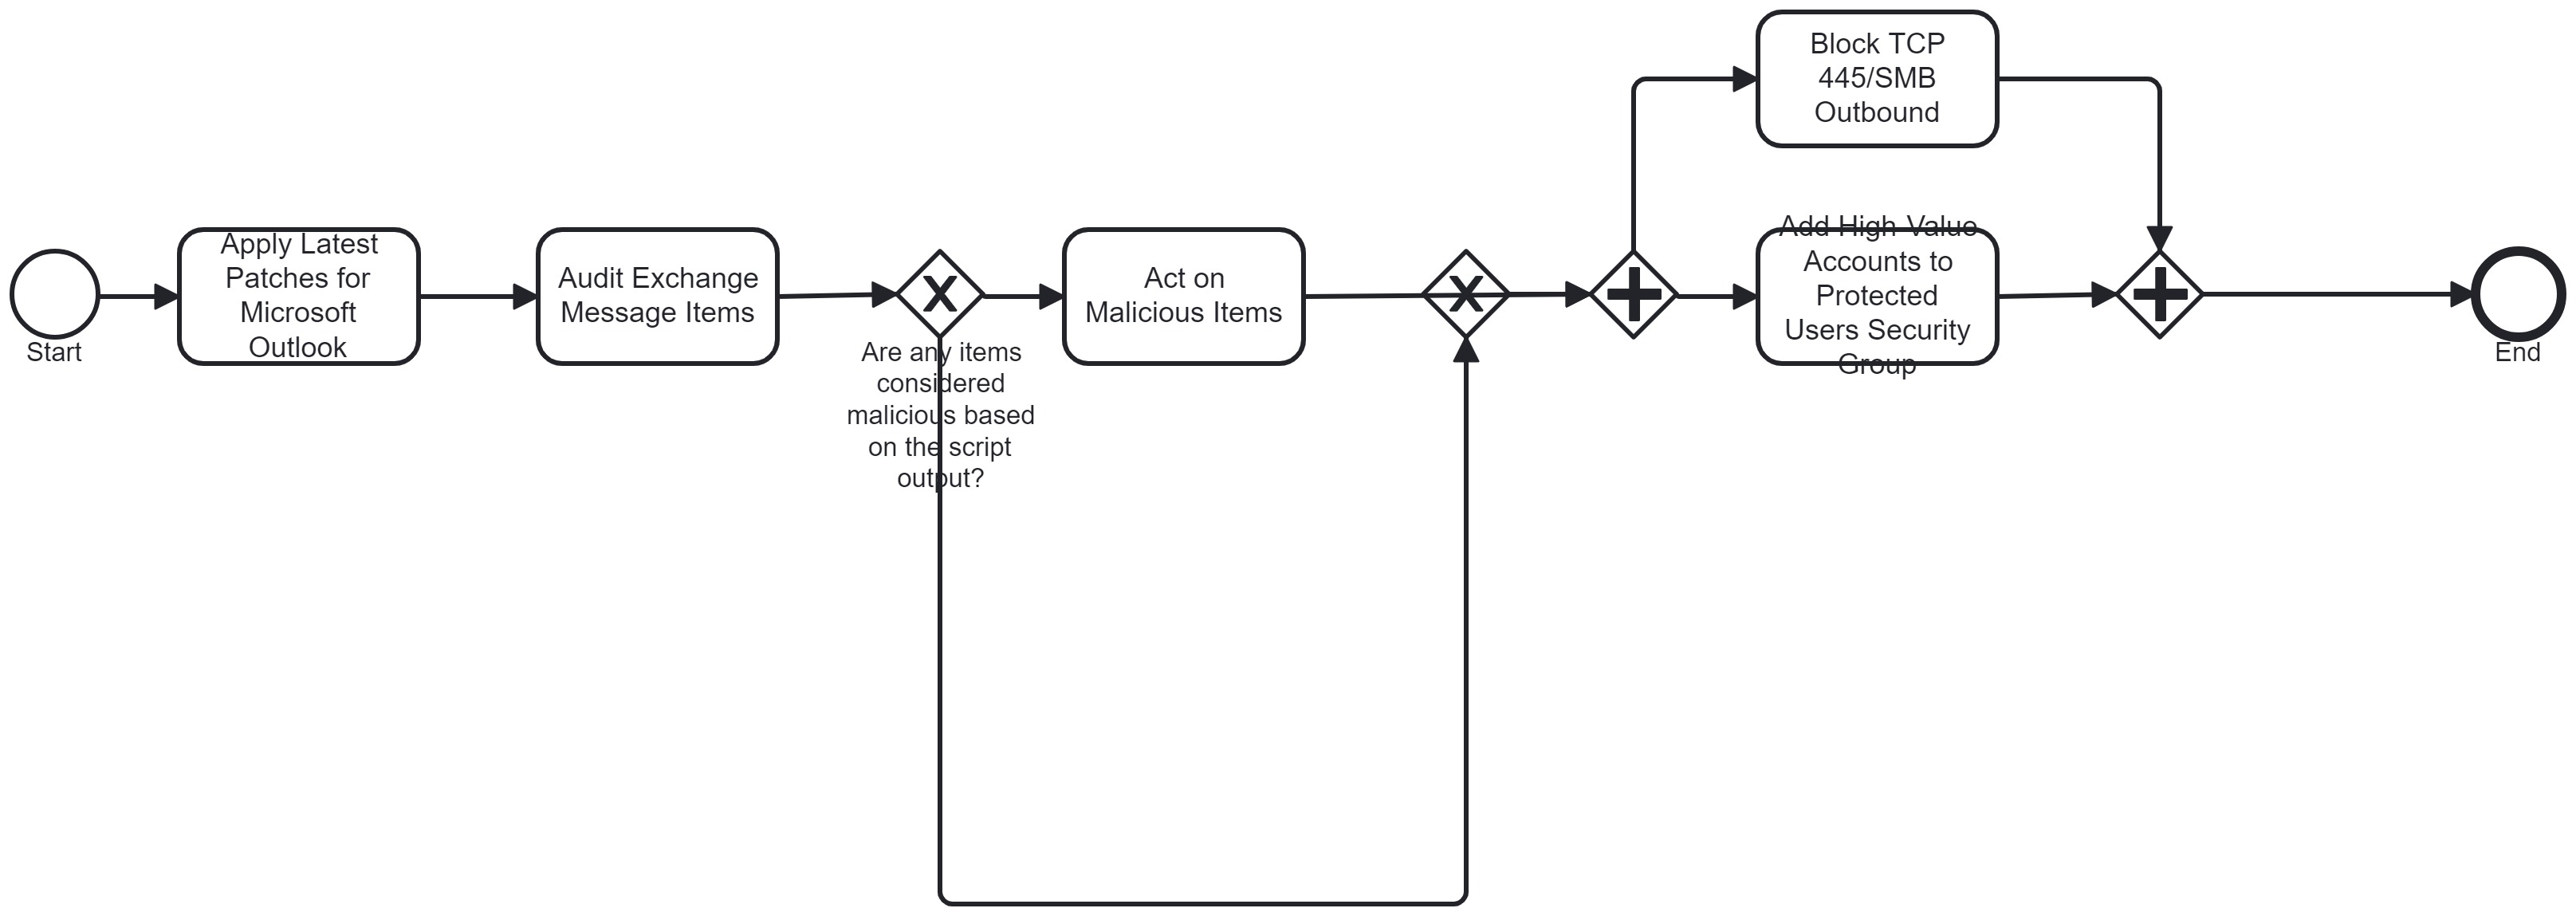 Start
Apply Latest
Patches for
Microsoft
Outlook
Audit Exchange
Message Items
X
Are any items
considered
malicious based
on the script
output?
Act on
Malicious Items
X
Block TCP
445/SMB
Outbound
Add High-Value
Accounts to
Protected
Users Security
Group
End